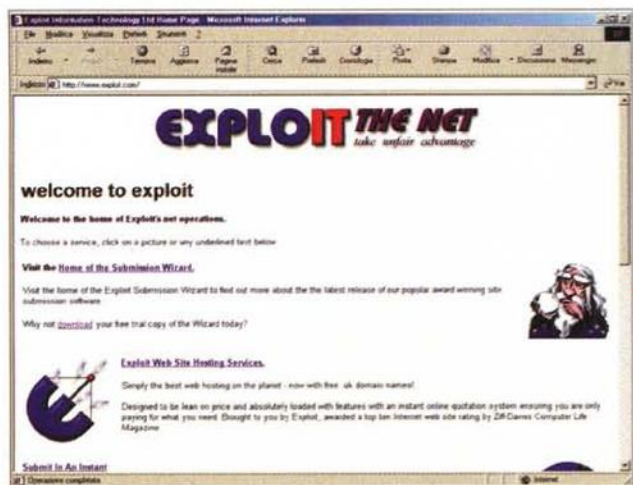 Exploit Information Technology Ltd Home Page - Microsoft Internet Explorer
File Modifica Visualizza Preferiti Strumenti ?
Indietro Termina Aggiorna Pagina iniziale Cerca Preferiti Cronologia Posta Stampa Modifica Discussione Messenger
Indirizzo http://www.exploit.com/ Vai
EXPLOIT THE NET
take unfair advantage
welcome to exploit
Welcome to the home of Exploit's net operations.
To choose a service, click on a picture or any underlined text below
Visit the Home of the Submission Wizard.
Visit the home of the Exploit Submission Wizard to find out more about the the latest release of our popular award winning site
submission software
Why not download your free trial copy of the Wizard today?
Exploit Web Site Hosting Services.
Simply the best web hosting on the planet - now with free .uk domain names!
Designed to be lean on price and absolutely loaded with features with an instant online quotation system ensuring you are only
paying for what you need. Brought to you by Exploit, awarded a top ten Internet web site rating by Ziff-Davies Computer Life
Magazine
Submit In An Instant
Operazione completata Internet